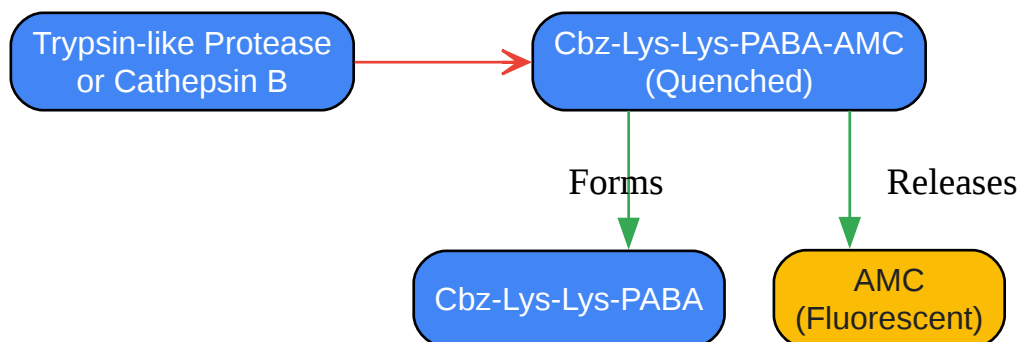 Trypsin-like Protease
or Cathepsin B
Cbz-Lys-Lys-PABA-AMC
(Quenched)
Forms
Releases
Cbz-Lys-Lys-PABA
AMC
(Fluorescent)